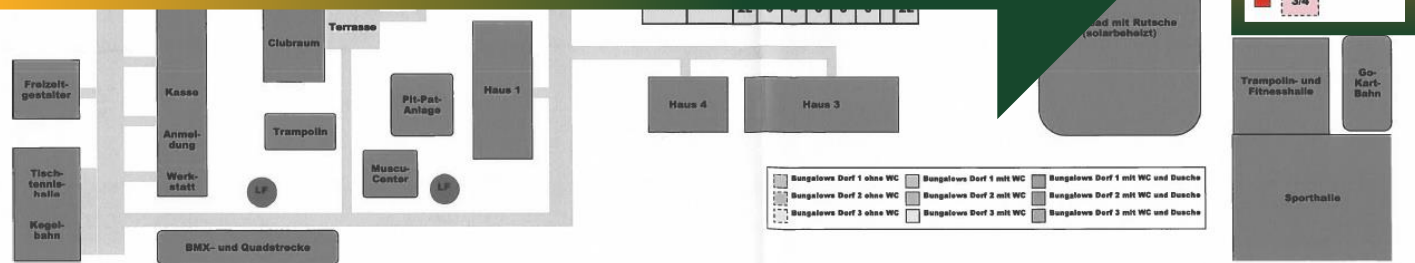 22
22
3/4
Terrasse
Clubraum
ad mit Rutsche
(solarbeheizt)
Freizeit-
gestalter
Kasse
Pit-Pat-
Anlage
Haus 1
Haus 4
Haus 3
Trampolin- und
Fitnesshalle
Go-
Kart-
Bahn
Anmel-
dung
Trampolin
Tisch-
tennis-
halle
Werk-
statt
LF
Muscu-
Center
LF
Bungalows Dorf 1 ohne WC
Bungalows Dorf 1 mit WC
Bungalows Dorf 1 mit WC und Dusche
Bungalows Dorf 2 ohne WC
Bungalows Dorf 2 mit WC
Bungalows Dorf 2 mit WC und Dusche
Bungalows Dorf 3 ohne WC
Bungalows Dorf 3 mit WC
Bungalows Dorf 3 mit WC und Dusche
Sporthalle
Kegel-
bahn
BMX- und Quadstrecke